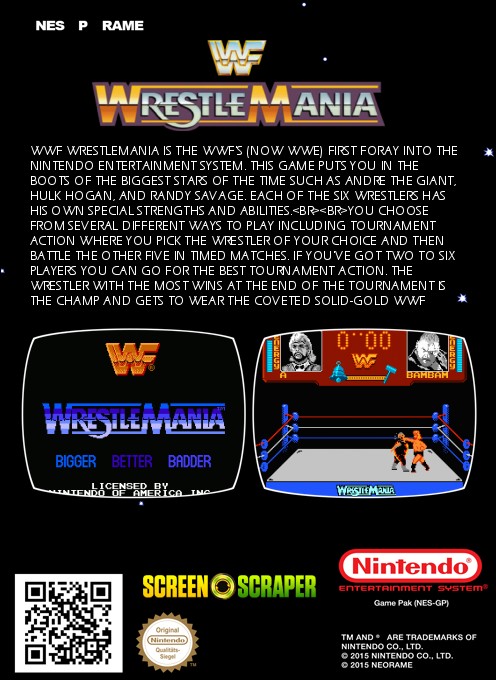 NES P RAME
WF
WRESTLEMANIA
WWF WRESTLEMANIA IS THE WWF'S (NOW WWE) FIRST FORAY INTO THE
NINTENDO ENTERTAINMENT SYSTEM. THIS GAME PUTS YOU IN THE
BOOTS OF THE BIGGEST STARS OF THE TIME SUCH AS ANDRE THE GIANT,
HULK HOGAN, AND RANDY SAVAGE. EACH OF THE SIX WRESTLERS HAS
HIS OWN SPECIAL STRENGTHS AND ABILITIES.<BR><BR>YOU CHOOSE
FROM SEVERAL DIFFERENT WAYS TO PLAY INCLUDING TOURNAMENT
ACTION WHERE YOU PICK THE WRESTLER OF YOUR CHOICE AND THEN
BATTLE THE OTHER FIVE IN TIMED MATCHES. IF YOU'VE GOT TWO TO SIX
PLAYERS YOU CAN GO FOR THE BEST TOURNAMENT ACTION. THE
WRESTLER WITH THE MOST WINS AT THE END OF THE TOURNAMENT IS
THE CHAMP AND GETS TO WEAR THE COVETED SOLID-GOLD WWF
WF®
WRESTLEMANIA
BIGGER BETTER BADDER
LICENSED BY
NINTENDO OF AMERICA INC
ENERGY
0"00
ENERGY
WF
A
BAMBAM
WRESTLEMANIA
SCREEN SCRAPER
Original
Nintendo
Qualitäts-
Siegel
TM
Nintendo®
ENTERTAINMENT SYSTEM®
Game Pak (NES-GP)
TM AND ® ARE TRADEMARKS OF
NINTENDO CO., LTD.
© 2015 NINTENDO CO., LTD.
© 2015 NEORAME